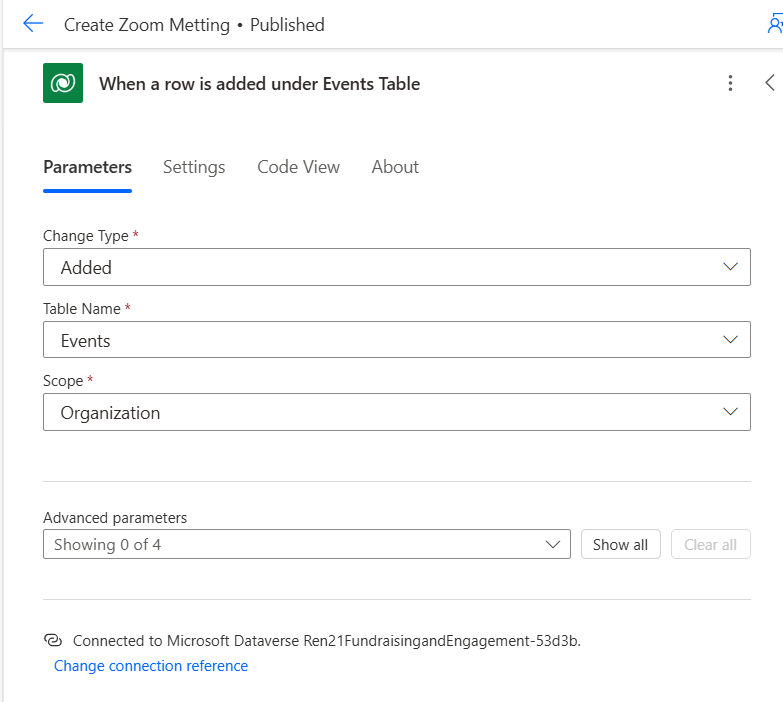 Create Zoom Metting • Published
When a row is added under Events Table
Parameters Settings Code View About
Change Type *
Added
Table Name *
Events
Scope *
Organization
Advanced parameters
Showing 0 of 4 Show all Clear all
Connected to Microsoft Dataverse Ren21FundraisingandEngagement-53d3b.
Change connection reference